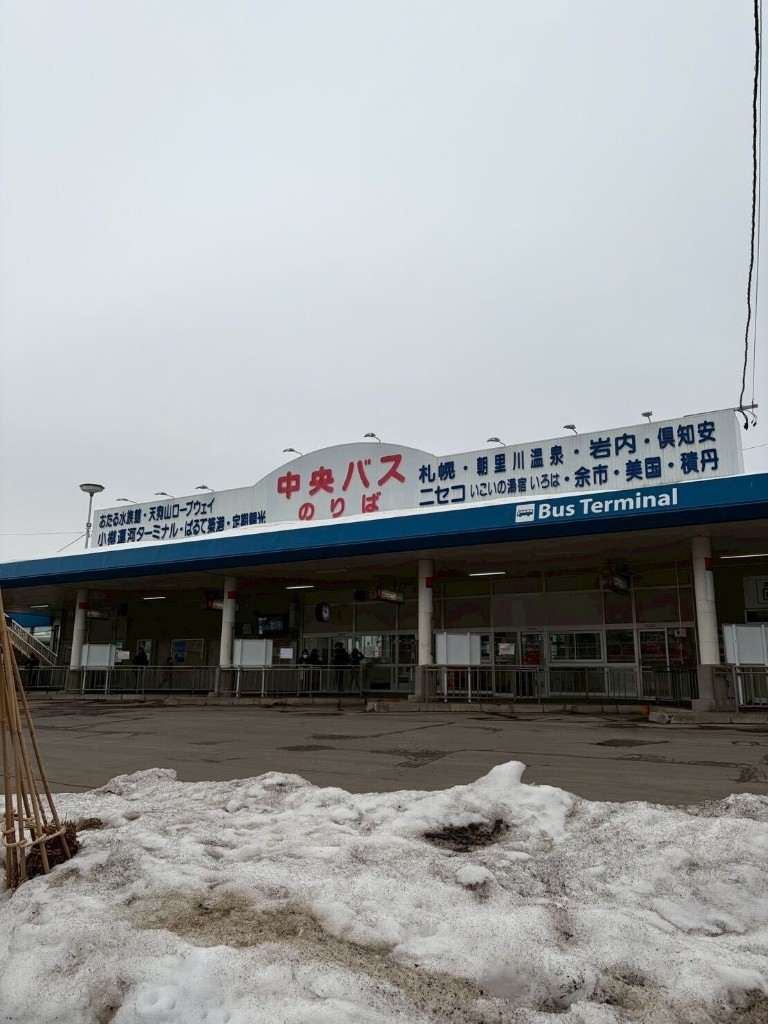 おたる水族館・天狗山ロープウェイ
小樽運河ターミナル・ぱるて築港・定期観光
中央バス
のりば
札幌・朝里川温泉・岩内・倶知安
ニセコ いこいの湯宿いろは・余市・美国・積丹
Bus Terminal